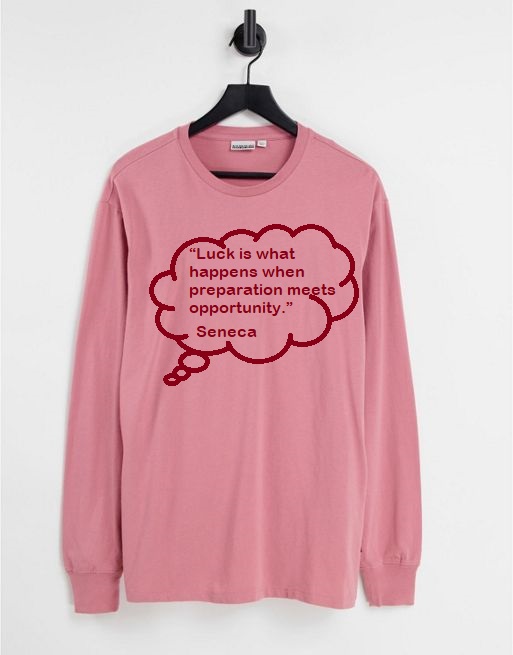 “Luck is what
happens when
preparation meets
opportunity.”
Seneca